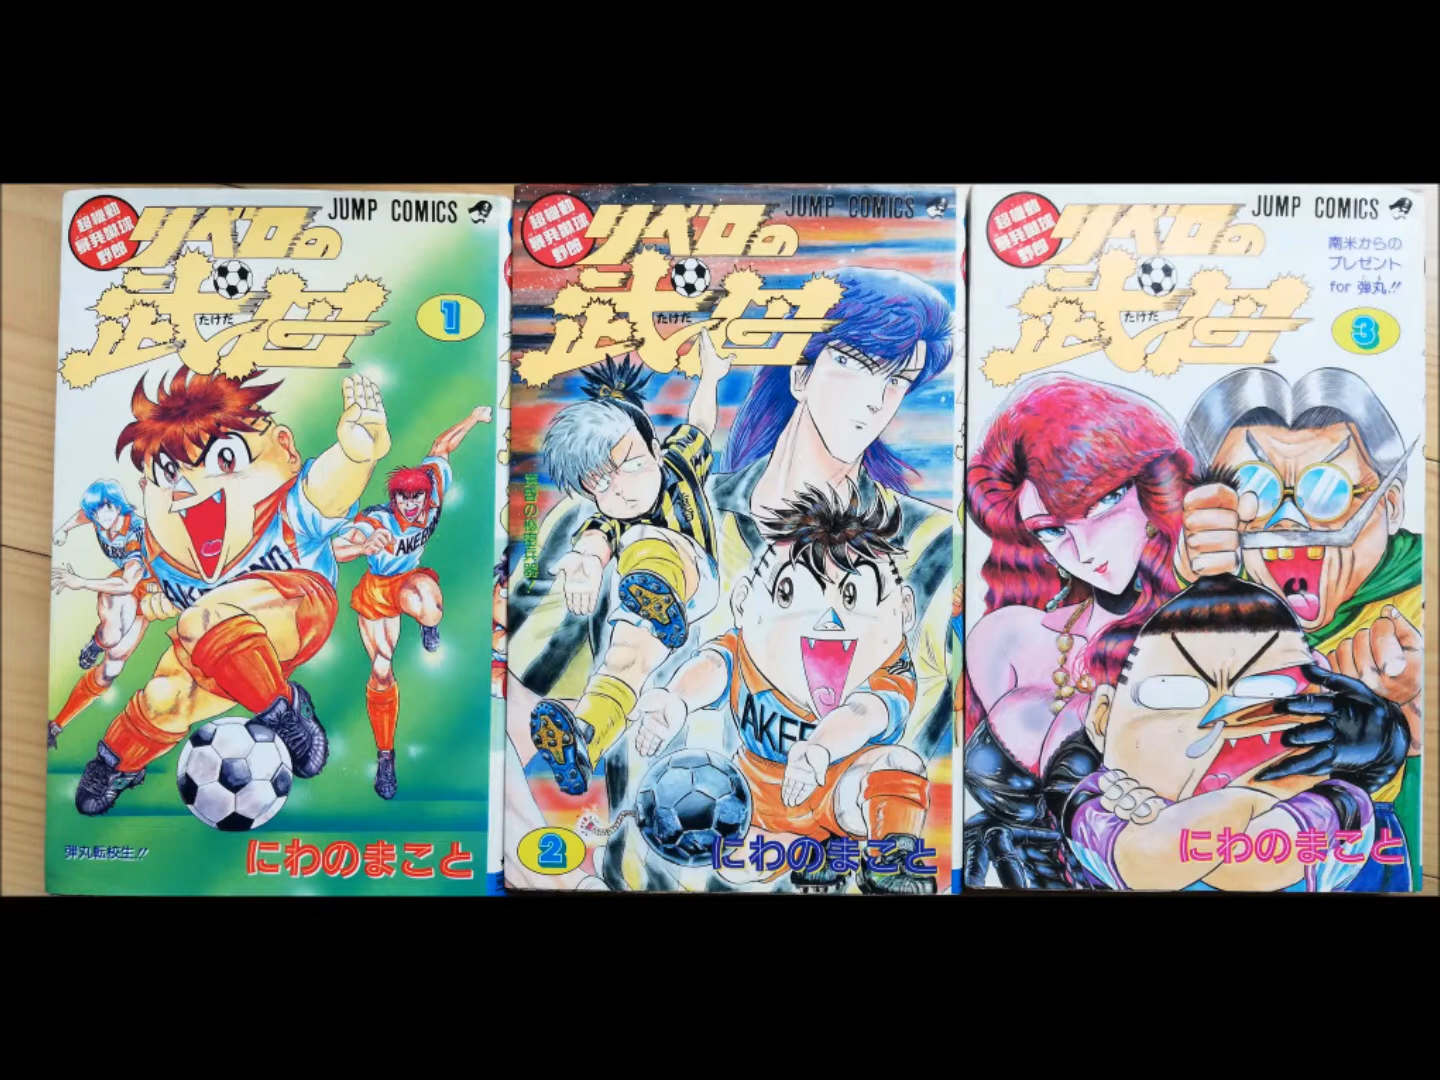 JUMP COMICS
超機動
暴発蹴球
野郎
リベロの
武田
たけだ
1
AKEBONO
AKEB
弾丸転校生!!
にわのまこと
JUMP COMICS
超機動
暴発蹴球
野郎
リベロの
武田
たけだ
AKEB
2
にわのまこと
JUMP COMICS
超機動
暴発蹴球
野郎
リベロの
武田
たけだ
南米からの
プレゼント
for 弾丸!!
3
にわのまこと